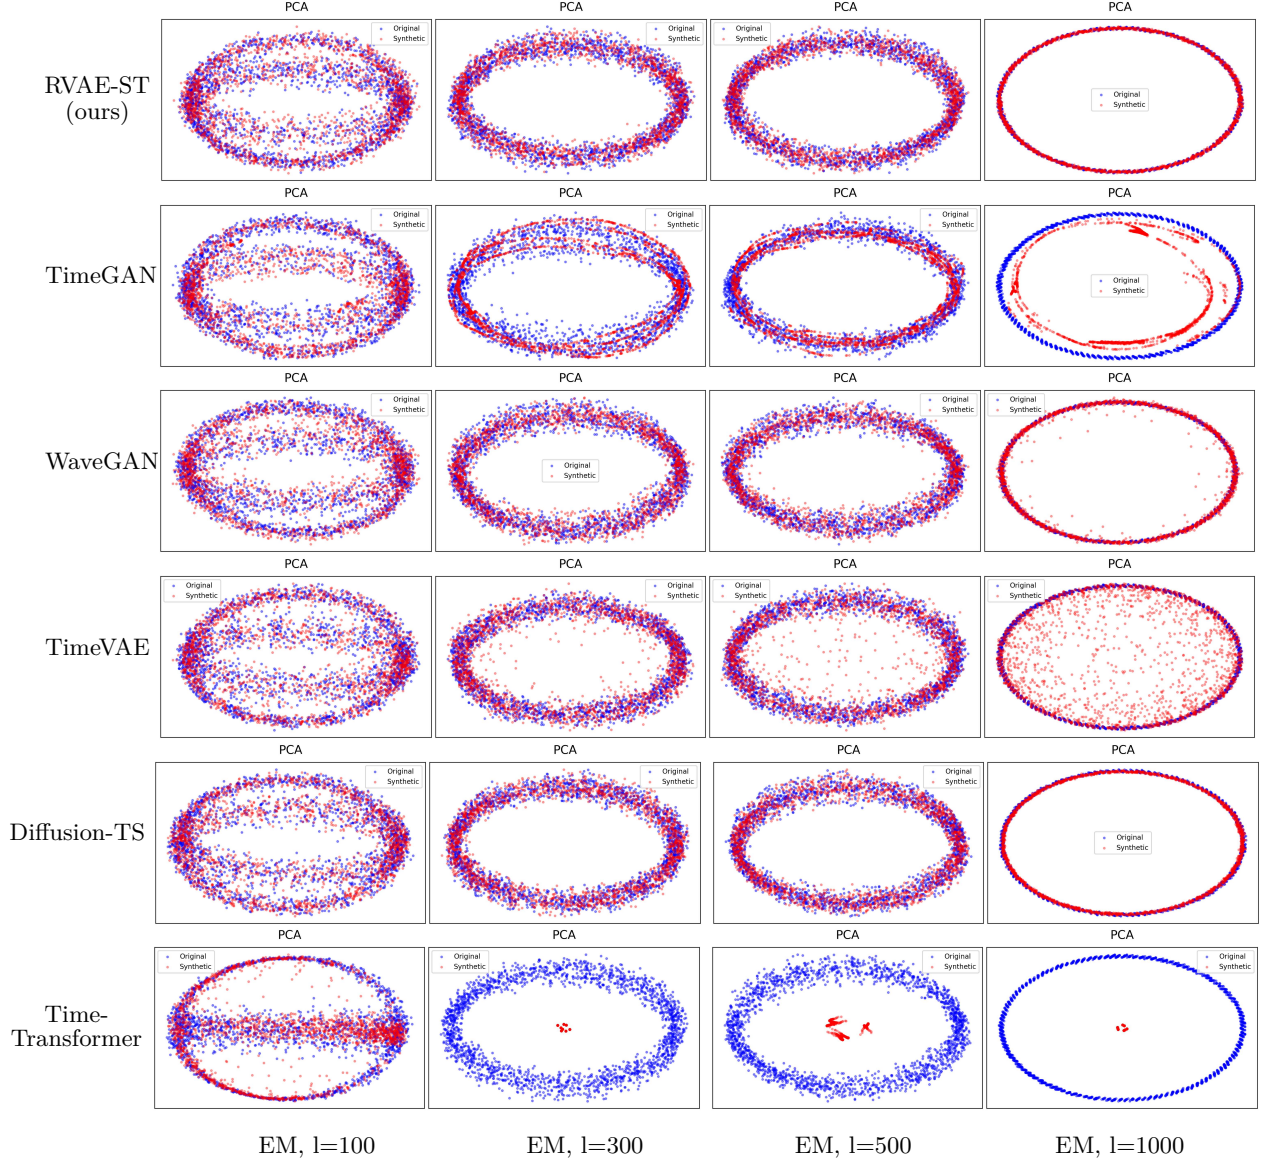 PCA PCA PCA PCA
RVAE-ST
(ours)
Original
Synthetic
Original
Synthetic
Original
Synthetic
Original
Synthetic
PCA PCA PCA PCA
TimeGAN
Original
Synthetic
Original
Synthetic
Original
Synthetic
Original
Synthetic
PCA PCA PCA PCA
WaveGAN
Original
Synthetic
Original
Synthetic
Original
Synthetic
Original
Synthetic
PCA PCA PCA PCA
TimeVAE
Original
Synthetic
Original
Synthetic
Original
Synthetic
Original
Synthetic
PCA PCA PCA PCA
Diffusion-TS
Original
Synthetic
Original
Synthetic
Original
Synthetic
Original
Synthetic
PCA PCA PCA PCA
Time-
Transformer
Original
Synthetic
Original
Synthetic
Original
Synthetic
Original
Synthetic
EM, l=100 EM, l=300 EM, l=500 EM, l=1000